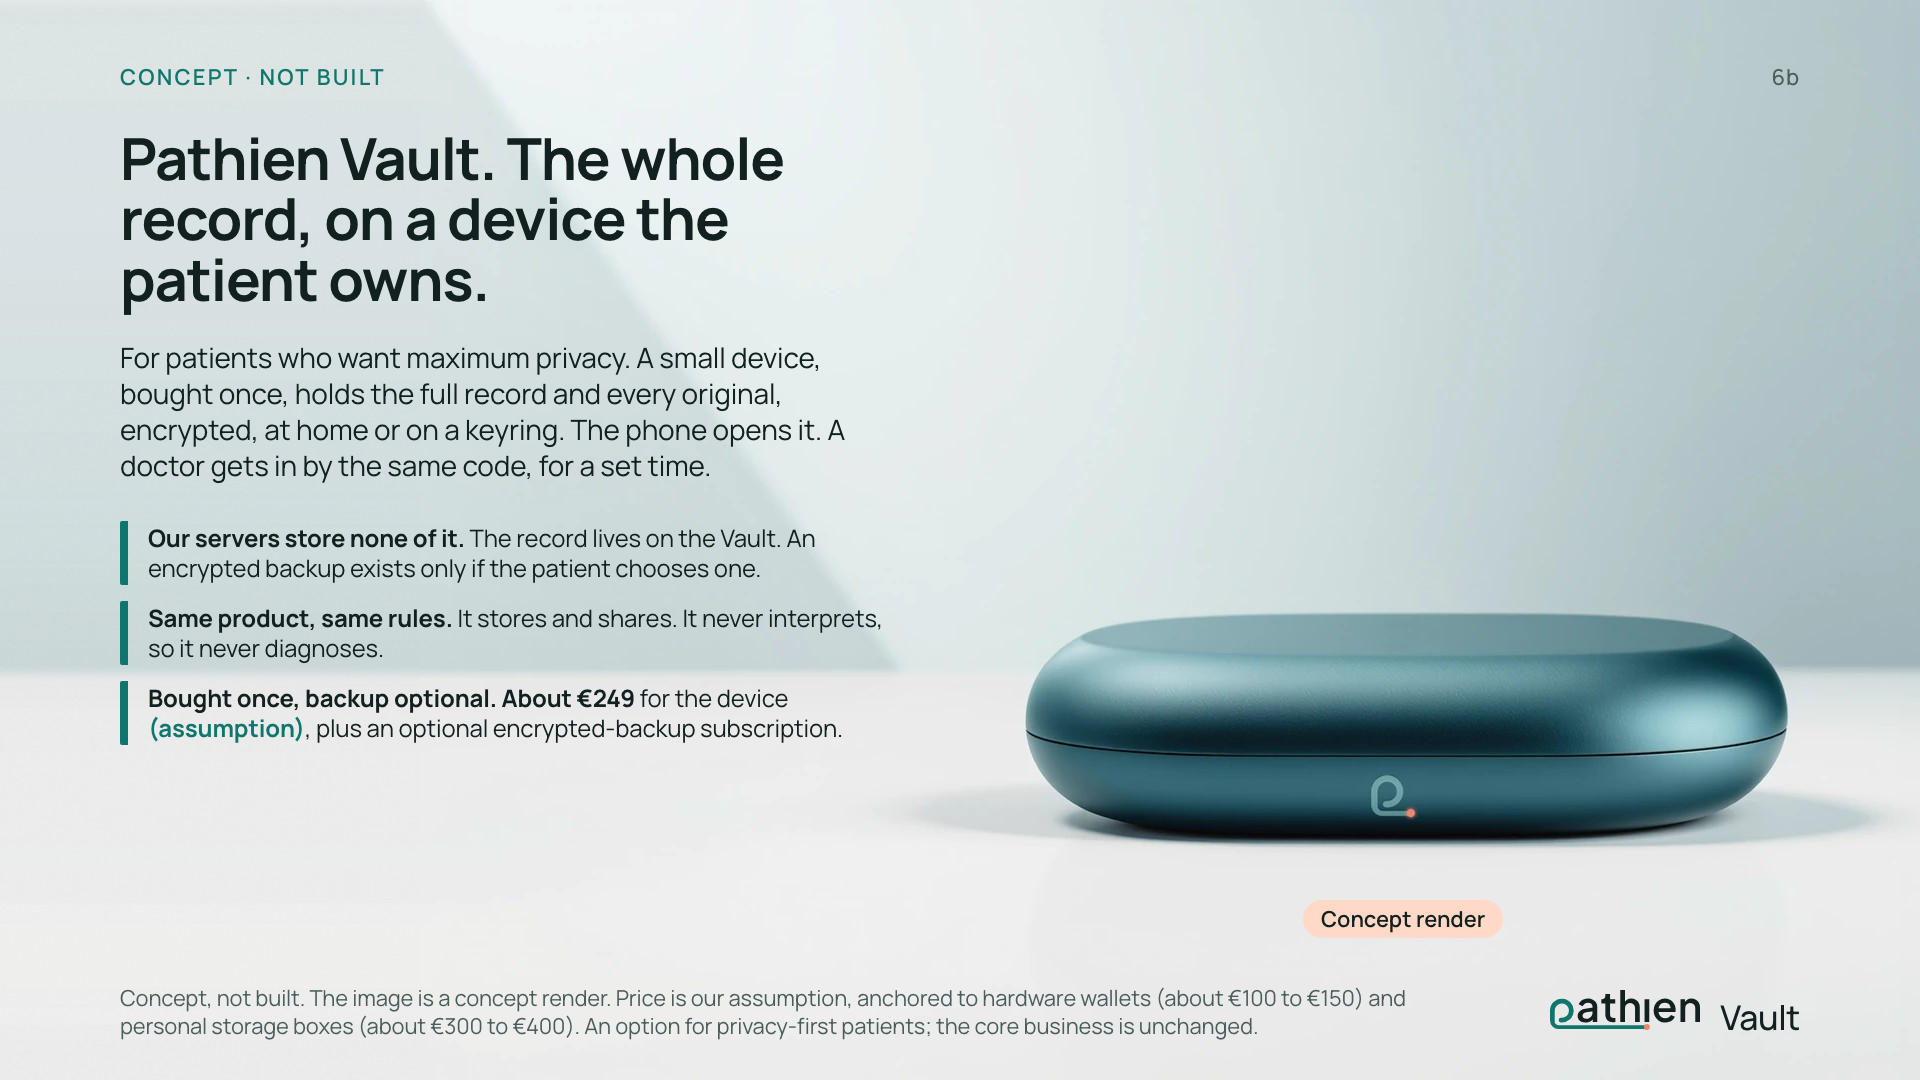 CONCEPT · NOT BUILT
6b
Pathien Vault. The whole
record, on a device the
patient owns.
For patients who want maximum privacy. A small device,
bought once, holds the full record and every original,
encrypted, at home or on a keyring. The phone opens it. A
doctor gets in by the same code, for a set time.
Our servers store none of it. The record lives on the Vault. An
encrypted backup exists only if the patient chooses one.
Same product, same rules. It stores and shares. It never interprets,
so it never diagnoses.
Bought once, backup optional. About €249 for the device
(assumption), plus an optional encrypted-backup subscription.
Concept render
Concept, not built. The image is a concept render. Price is our assumption, anchored to hardware wallets (about €100 to €150) and
personal storage boxes (about €300 to €400). An option for privacy-first patients; the core business is unchanged.
pathien Vault